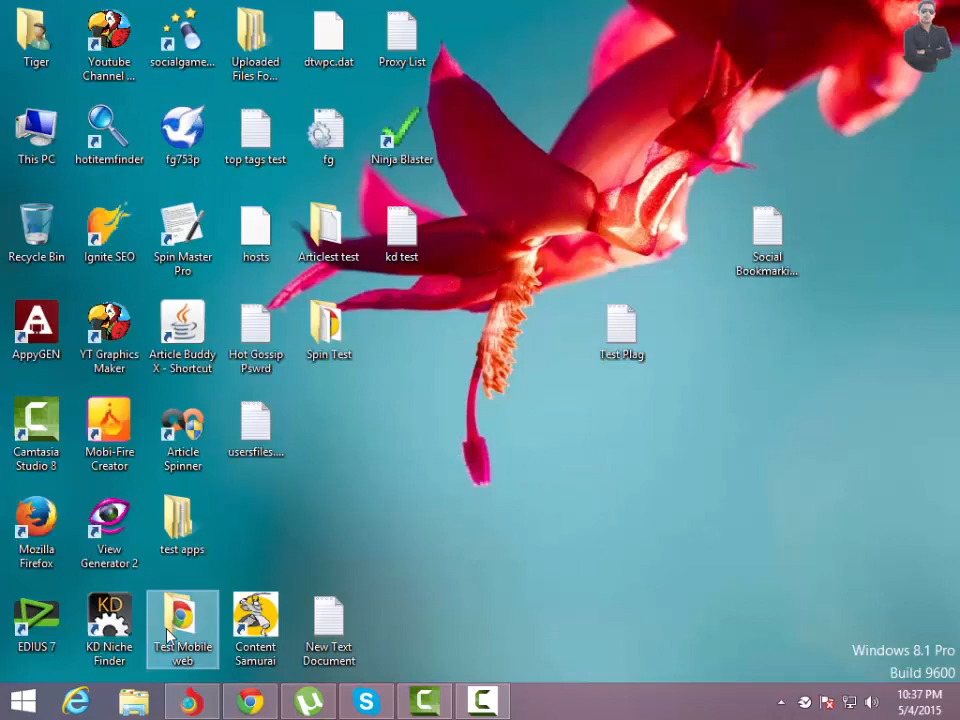 Tiger
Youtube
Channel ...
socialgame...
Uploaded
Files Fo...
dtwpc.dat
Proxy List
This PC
hotitemfinder
fg753p
top tags test
fg
Ninja Blaster
Recycle Bin
Ignite SEO
Spin Master
Pro
hosts
Articlest test
kd test
Social
Bookmarki...
AppyGEN
YT Graphics
Maker
Article Buddy
X - Shortcut
Hot Gossip
Pswrd
Spin Test
Test Plag
Camtasia
Studio 8
Mobi-Fire
Creator
Article
Spinner
usersfiles....
Mozilla
Firefox
View
Generator 2
test apps
EDIUS 7
KD
KD Niche
Finder
Test Mobile
web
Content
Samurai
New Text
Document
Windows 8.1 Pro
Build 9600
10:37 PM
5/4/2015